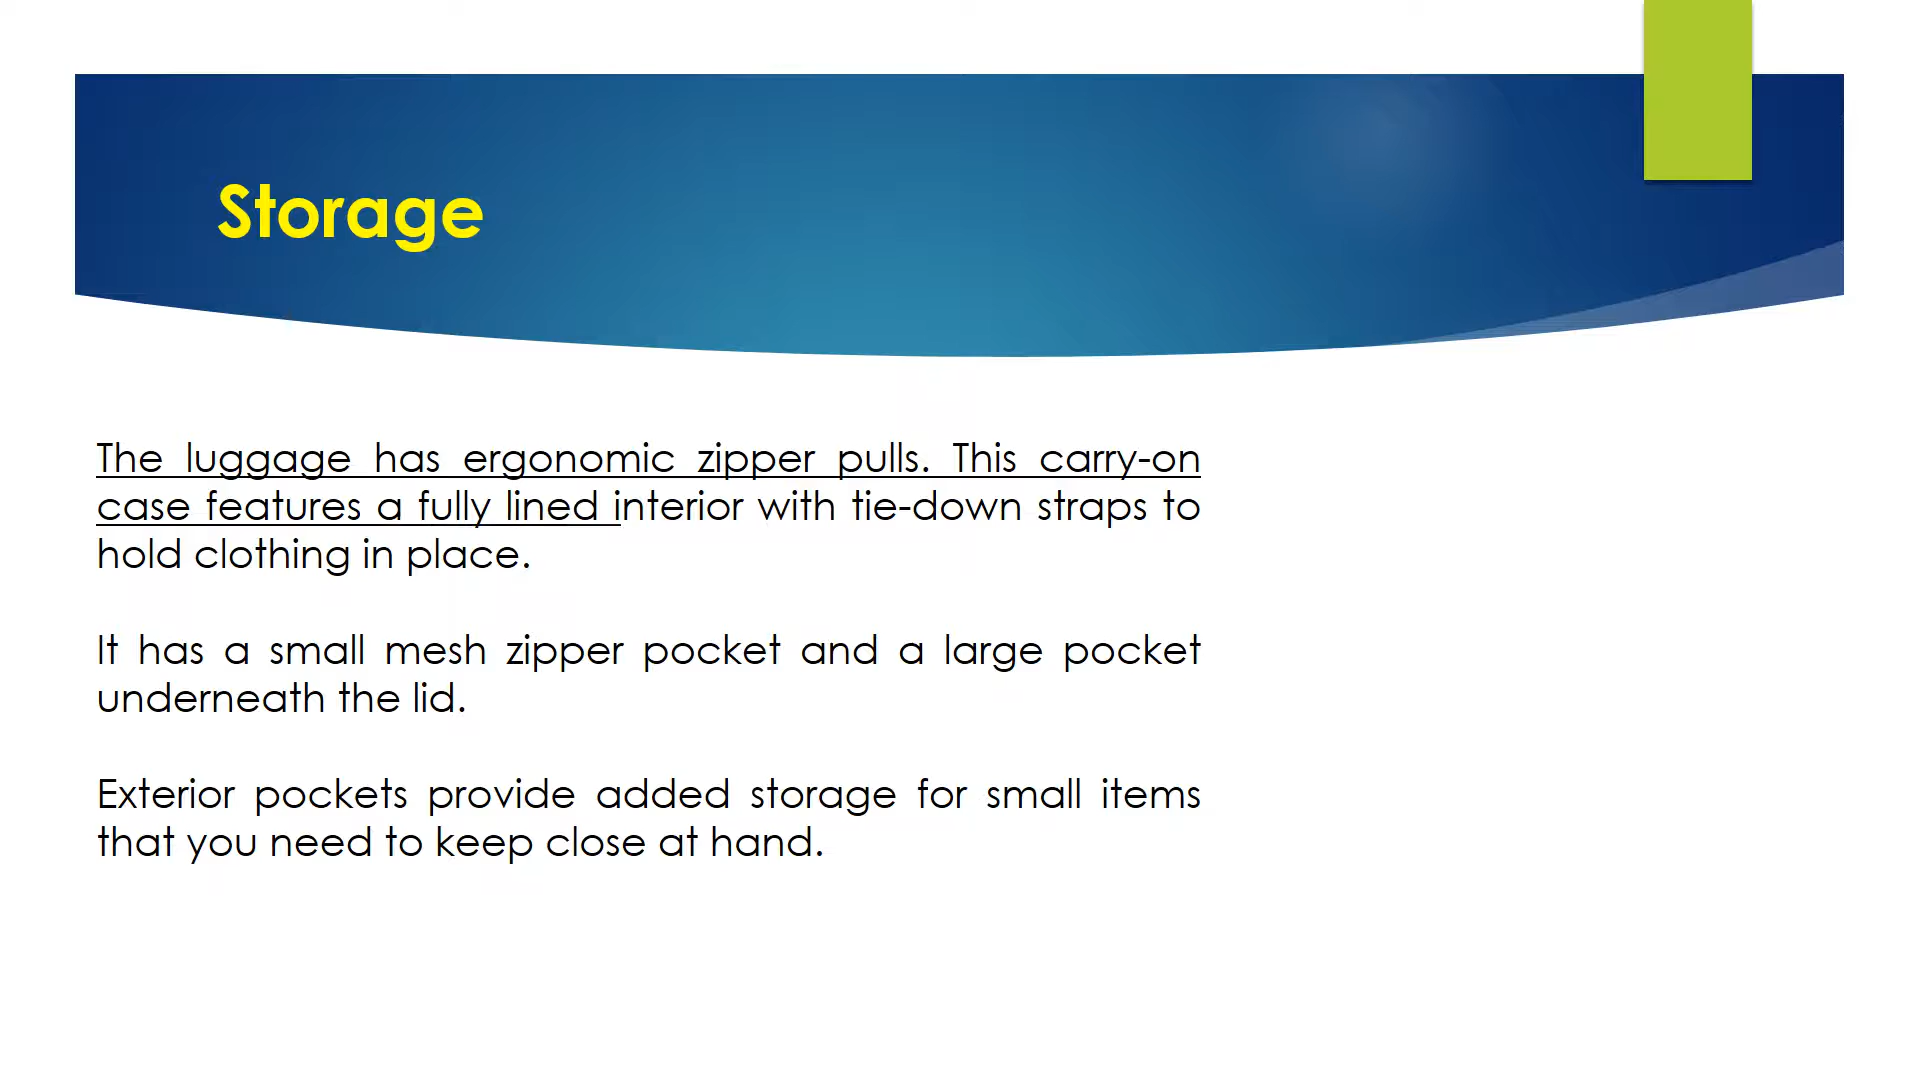 Storage
The luggage has ergonomic zipper pulls. This carry-on
case features a fully lined interior with tie-down straps to
hold clothing in place.
It has a small mesh zipper pocket and a large pocket
underneath the lid.
Exterior pockets provide added storage for small items
that you need to keep close at hand.